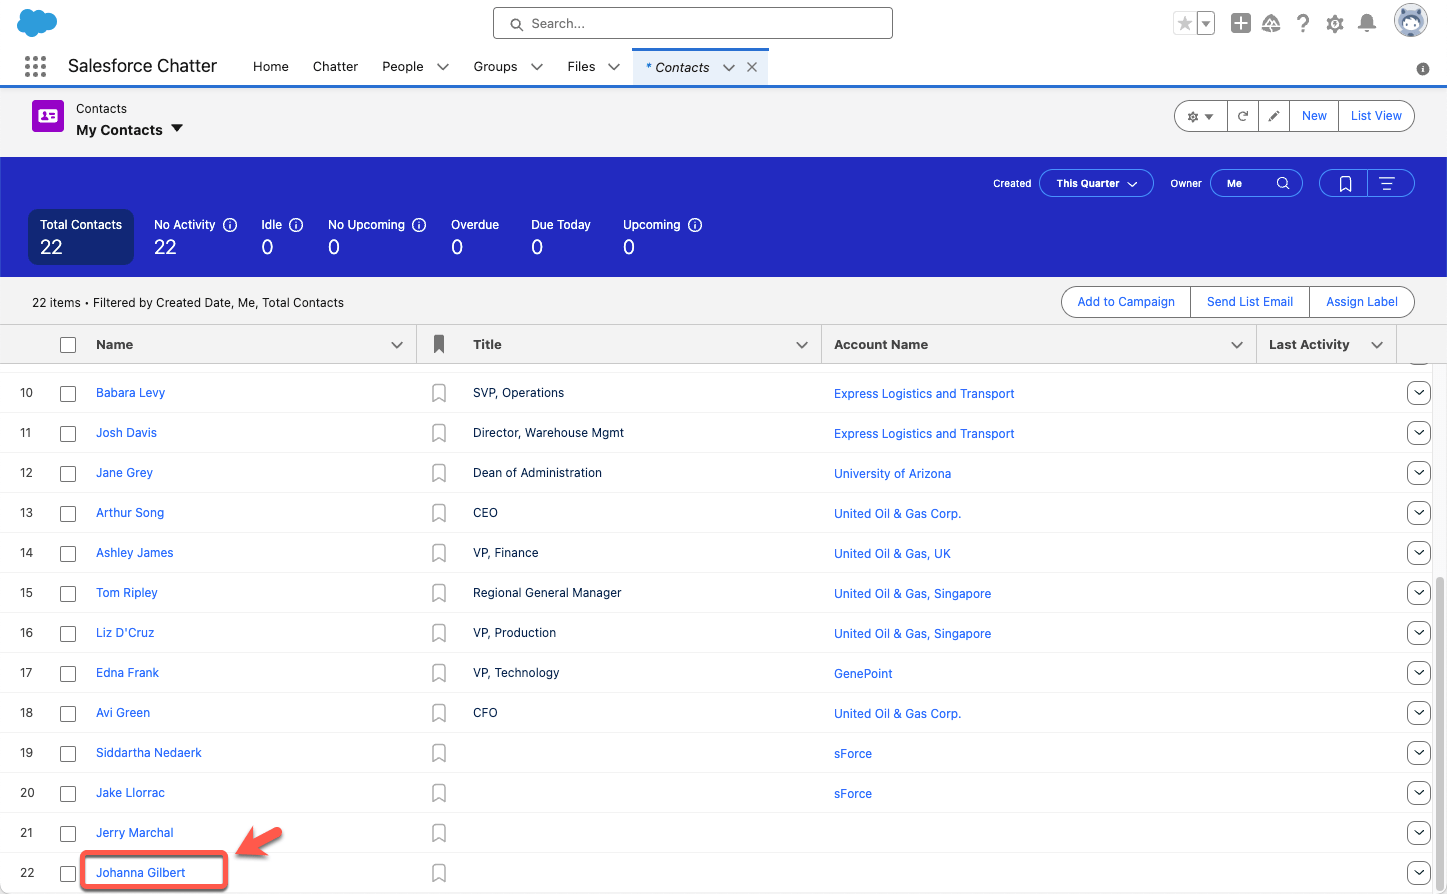 Search...
Salesforce Chatter Home Chatter People Groups Files * Contacts
Contacts
My Contacts
New List View
Created This Quarter Owner Me
Total Contacts No Activity Idle No Upcoming Overdue Due Today Upcoming
22 22 0 0 0 0 0
22 items • Filtered by Created Date, Me, Total Contacts
Add to Campaign Send List Email Assign Label
Name Title Account Name Last Activity
10 Babara Levy SVP, Operations Express Logistics and Transport
11 Josh Davis Director, Warehouse Mgmt Express Logistics and Transport
12 Jane Grey Dean of Administration University of Arizona
13 Arthur Song CEO United Oil & Gas Corp.
14 Ashley James VP, Finance United Oil & Gas, UK
15 Tom Ripley Regional General Manager United Oil & Gas, Singapore
16 Liz D'Cruz VP, Production United Oil & Gas, Singapore
17 Edna Frank VP, Technology GenePoint
18 Avi Green CFO United Oil & Gas Corp.
19 Siddartha Nedaerk sForce
20 Jake Llorrac sForce
21 Jerry Marchal
22 Johanna Gilbert